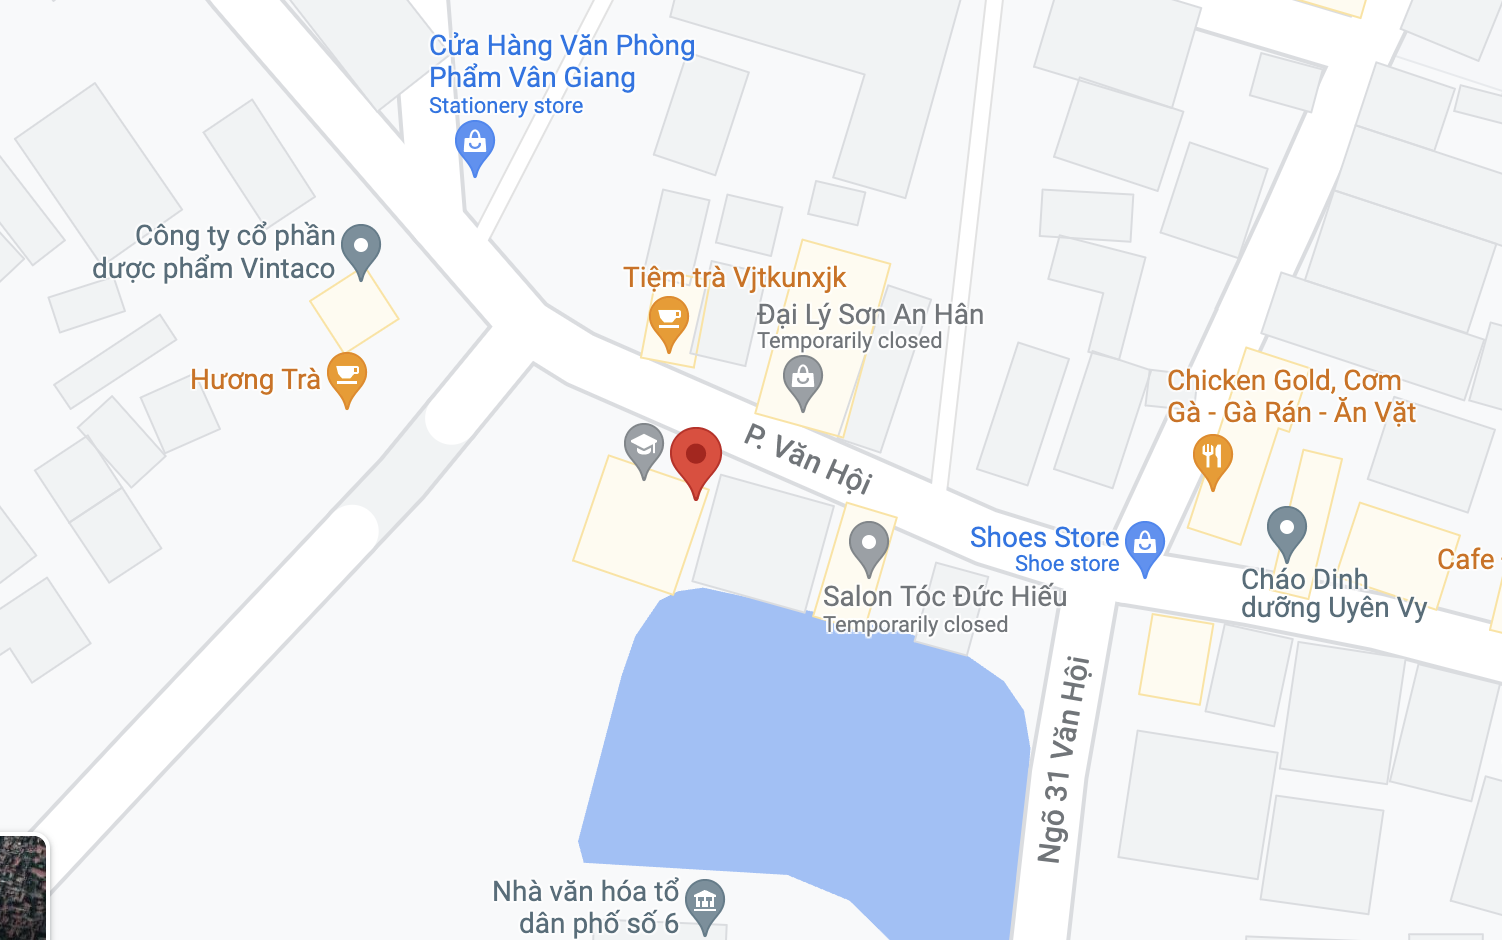 Cửa Hàng Văn Phòng
Phẩm Vân Giang
Stationery store
Công ty cổ phần
dược phẩm Vintaco
Tiệm trà Vjtkunxjk
Đại Lý Sơn An Hân
Temporarily closed
Hương Trà
Chicken Gold, Cơm
Gà - Gà Rán - Ăn Vặt
P. Văn Hội
Shoes Store
Shoe store
Cafe
Cháo Dinh
dưỡng Uyên Vy
Salon Tóc Đức Hiếu
Temporarily closed
Ngõ 31 Văn Hội
Nhà văn hóa tổ
dân phố số 6